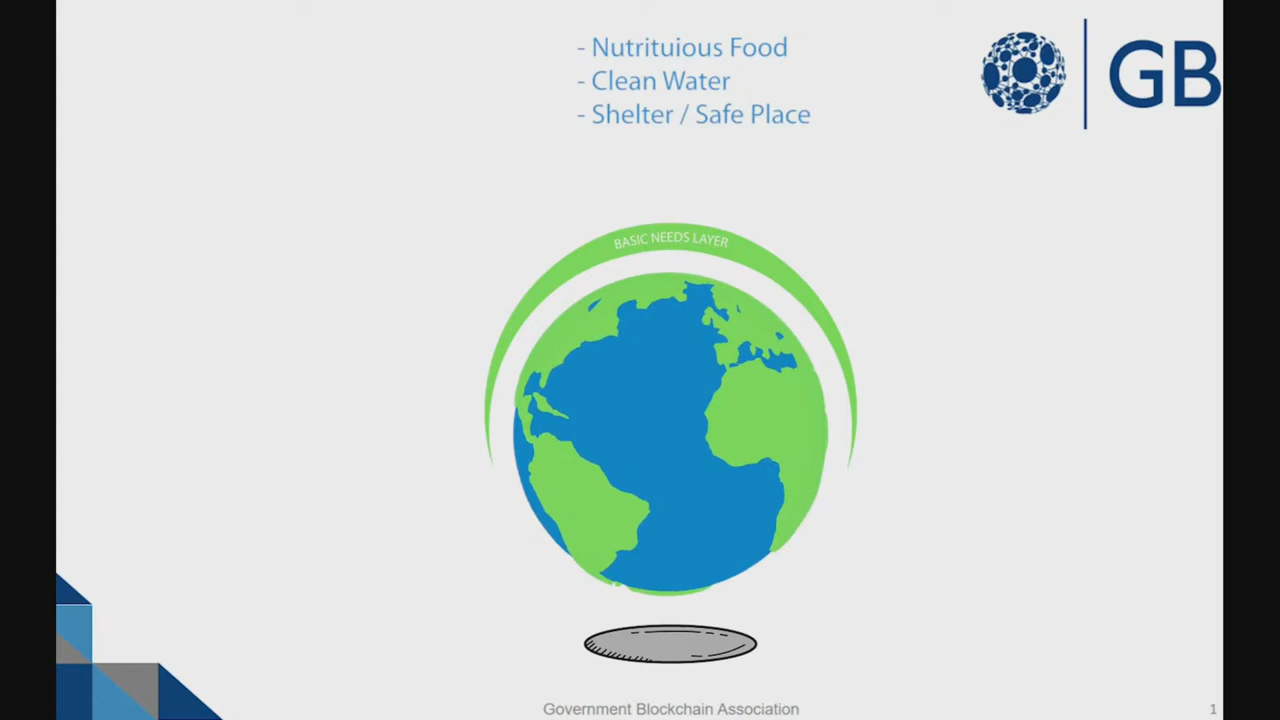 - Nutrituious Food
- Clean Water
- Shelter / Safe Place
GB
BASIC NEEDS LAYER
Government Blockchain Association
1